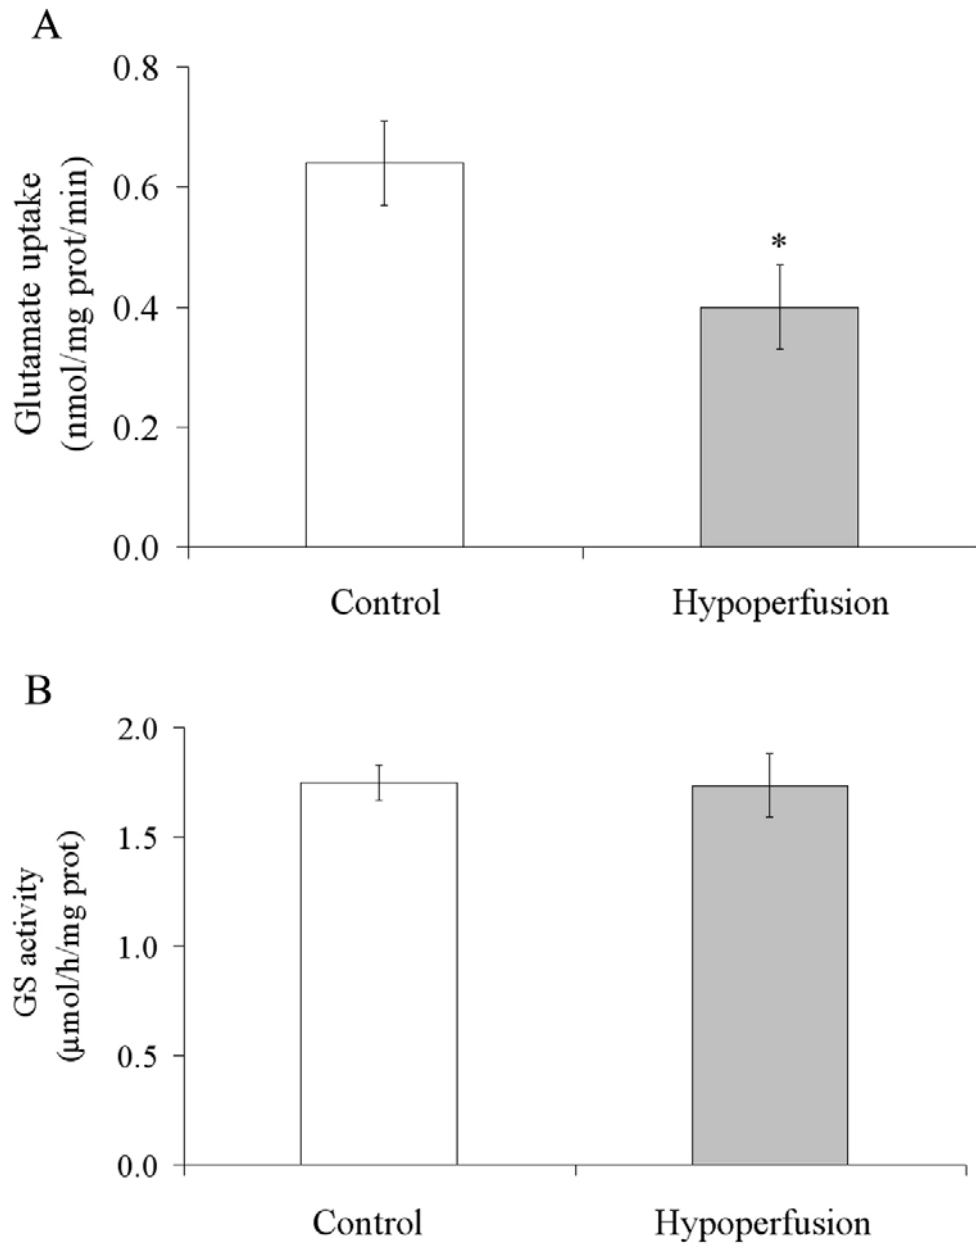 A
0.8
0.6
0.4
0.2
0.0
Glutamate uptake
(nmol/mg prot/min)
*
Control Hypoperfusion
B
2.0
1.5
1.0
0.5
0.0
GS activity
(µmol/h/mg prot)
Control Hypoperfusion